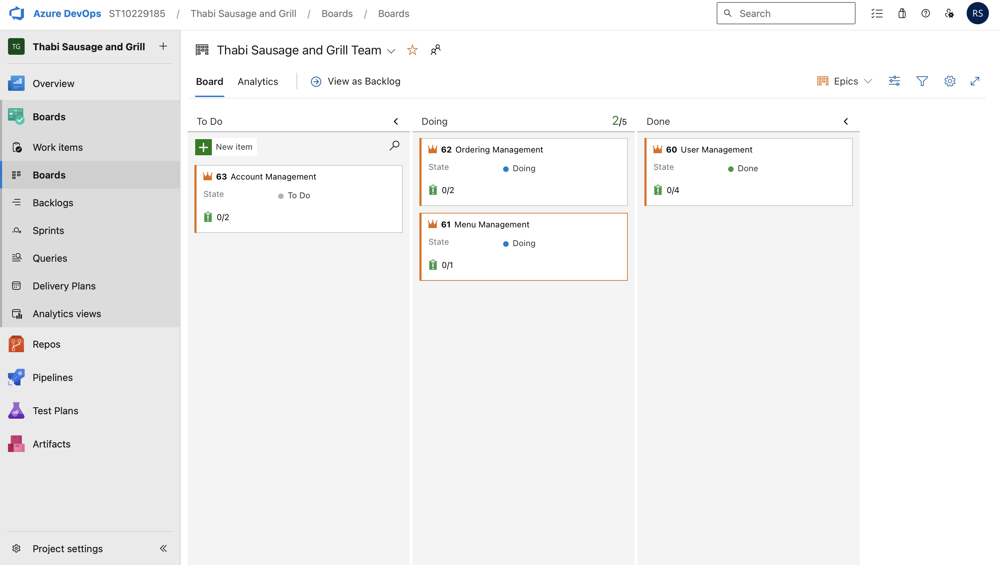 Azure DevOps ST10229185 / Thabi Sausage and Grill / Boards / Boards
Search
RS
TG Thabi Sausage and Grill
Overview
Boards
Work items
Boards
Backlogs
Sprints
Queries
Delivery Plans
Analytics views
Repos
Pipelines
Test Plans
Artifacts
Project settings
Thabi Sausage and Grill Team
Board Analytics View as Backlog
Epics
To Do
New item
63 Account Management
State To Do
0/2
Doing 2/5
62 Ordering Management
State Doing
0/2
61 Menu Management
State Doing
0/1
Done
60 User Management
State Done
0/4